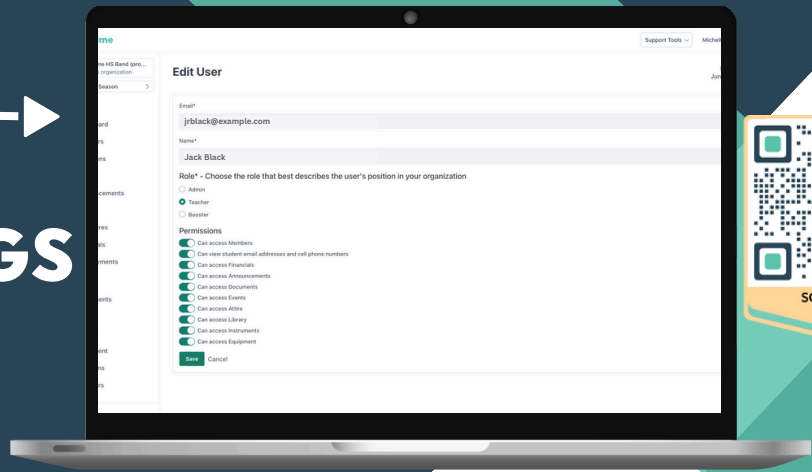 me
Support Tools
Michell
me HS Band (pro...
organization
Season
Edit User
Jun
Email*
jrblack@example.com
Name*
Jack Black
Role* - Choose the role that best describes the user's position in your organization
Admin
Teacher
Booster
Permissions
Can access Members
Can view student email addresses and cell phone numbers
Can access Financials
Can access Announcements
Can access Documents
Can access Events
Can access Attire
Can access Library
Can access Instruments
Can access Equipment
Save Cancel
ard
rs
ns
cements
res
als
rments
ents
ent
ns
rs
GS
SC